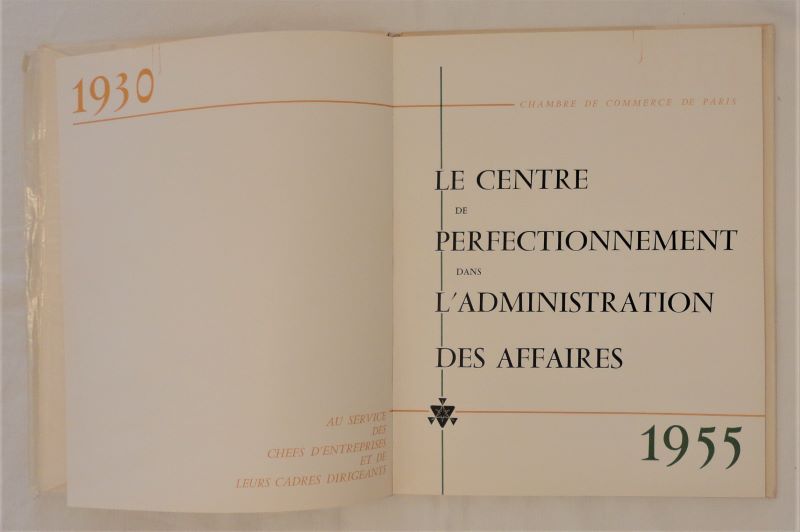 1930
AU SERVICE
DES
CHEFS D'ENTREPRISES
ET DE
LEURS CADRES DIRIGEANTS
CHAMBRE DE COMMERCE DE PARIS
LE CENTRE
DE
PERFECTIONNEMENT
DANS
L'ADMINISTRATION
DES AFFAIRES
1955